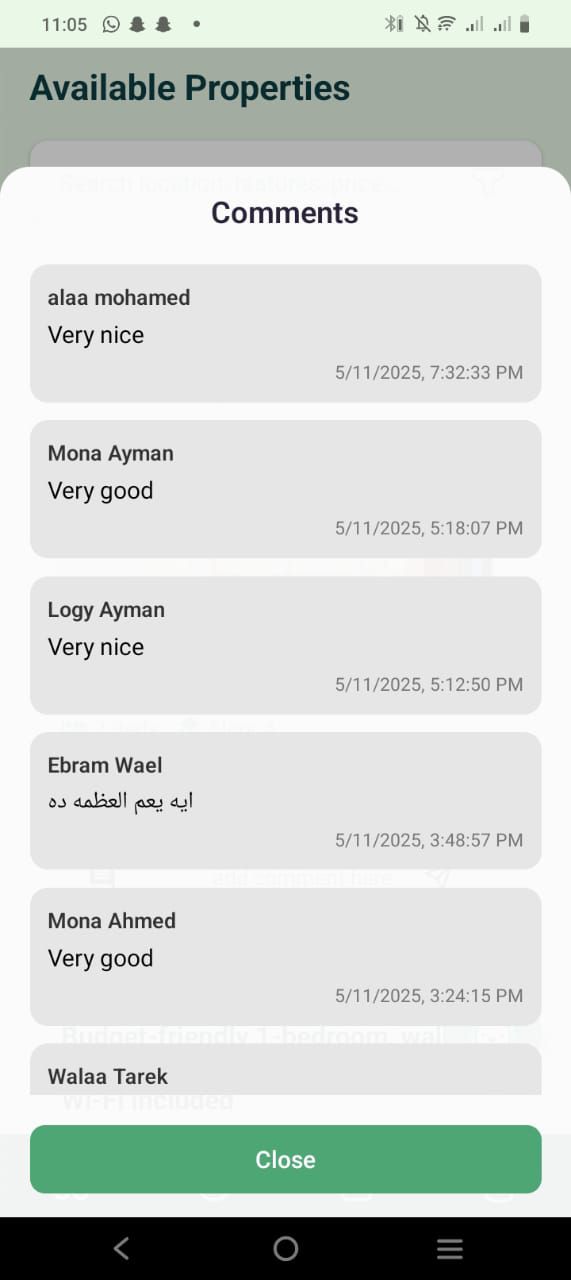 11:05
Available Properties
Search location, features, price...
Comments
alaa mohamed
Very nice
5/11/2025, 7:32:33 PM
Mona Ayman
Very good
5/11/2025, 5:18:07 PM
Logy Ayman
Very nice
5/11/2025, 5:12:50 PM
Ebram Wael
ايه يعم العظمه ده
5/11/2025, 3:48:57 PM
add comment here
Mona Ahmed
Very good
5/11/2025, 3:24:15 PM
Budget-friendly 1-bedroom
Walaa Tarek
Wi-Fi included
Close